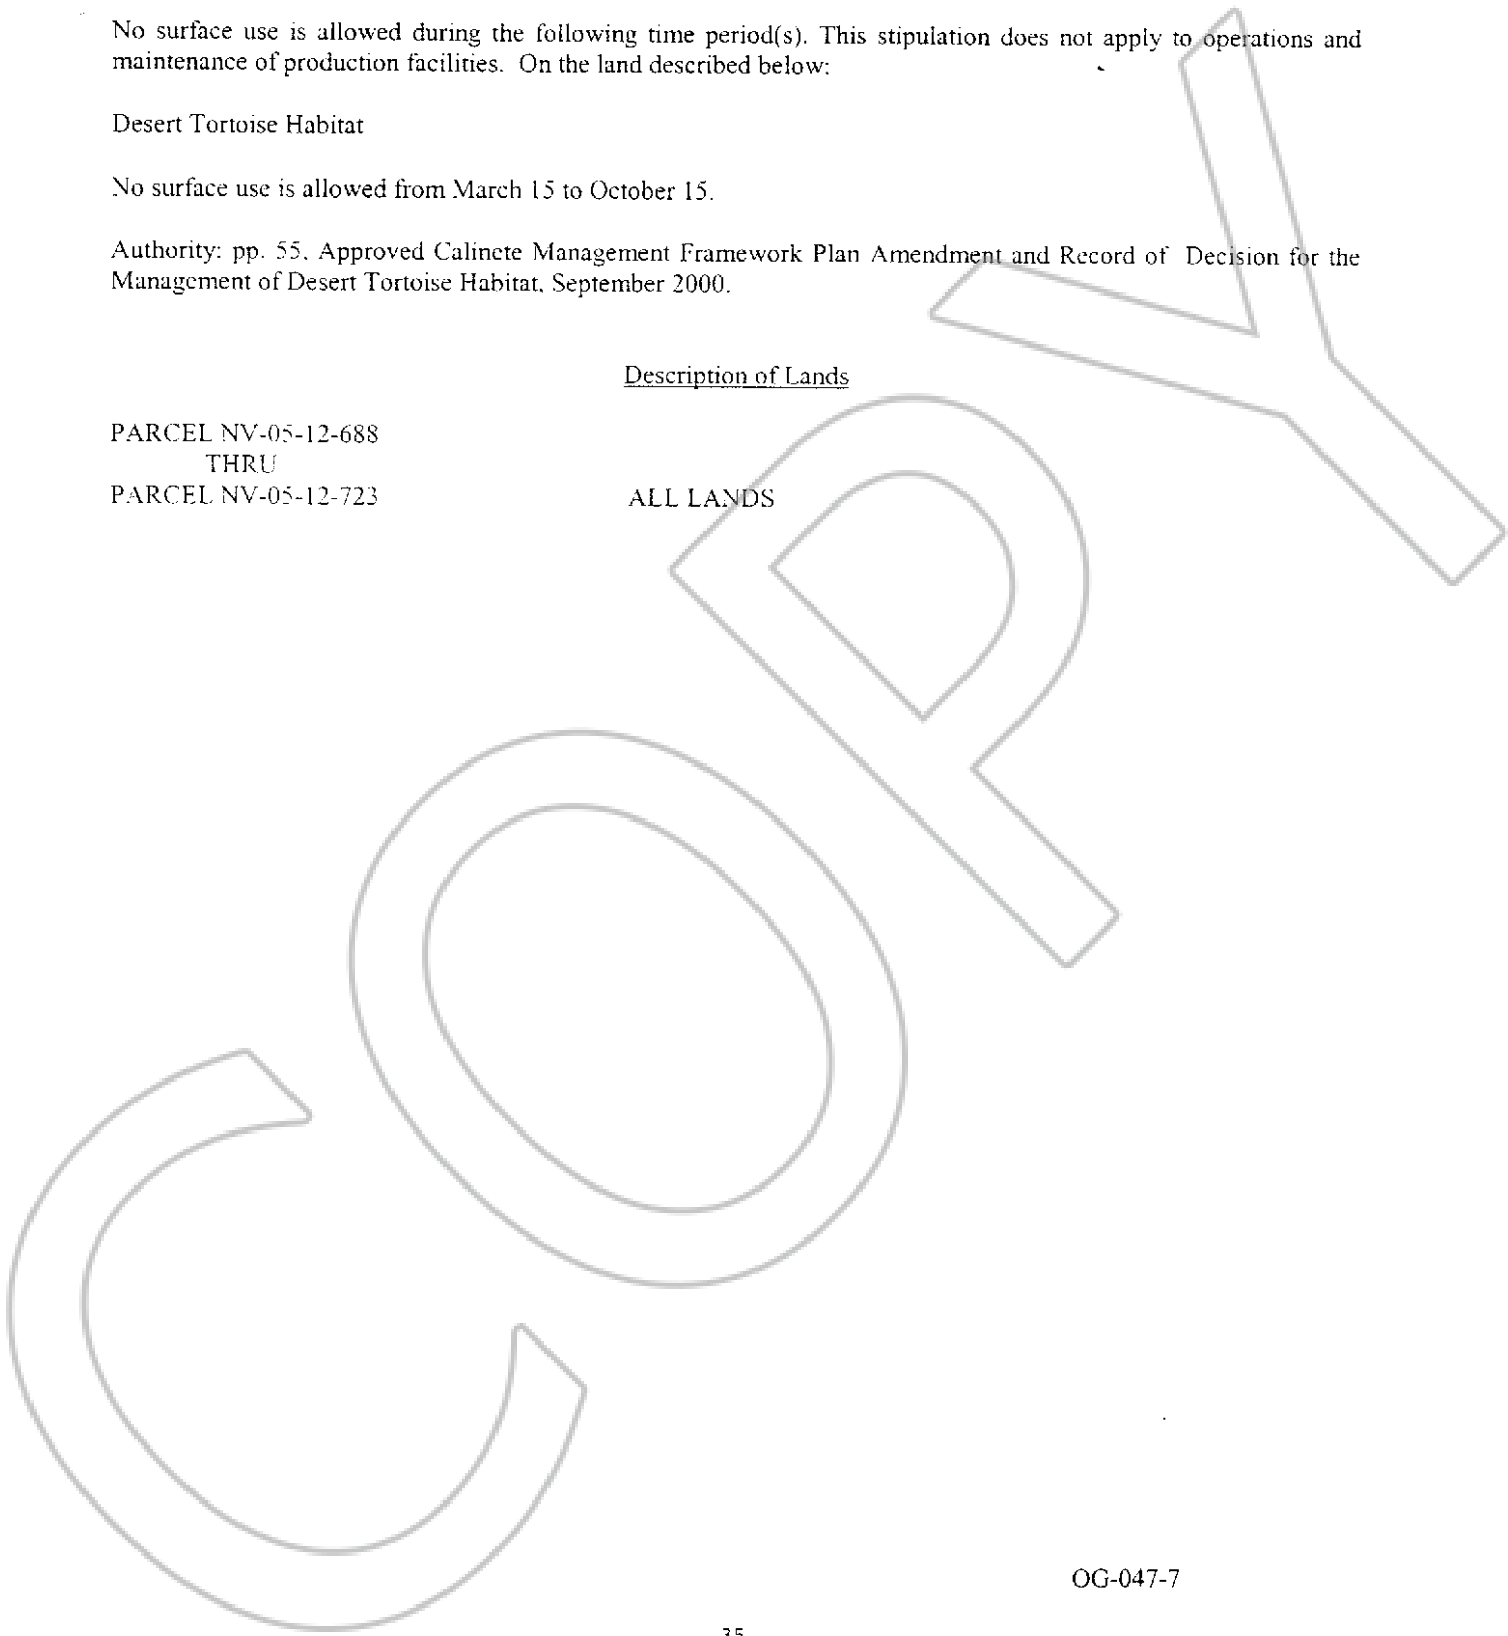 No surface use is allowed during the following time period(s). This stipulation does not apply to operations and
maintenance of production facilities. On the land described below:
Desert Tortoise Habitat
No surface use is allowed from March 15 to October 15.
Authority: pp. 55, Approved Calinete Management Framework Plan Amendment and Record of Decision for the
Management of Desert Tortoise Habitat, September 2000.
Description of Lands
PARCEL NV-05-12-688
THRU
PARCEL NV-05-12-723 ALL LANDS
COPY
OG-047-7
35